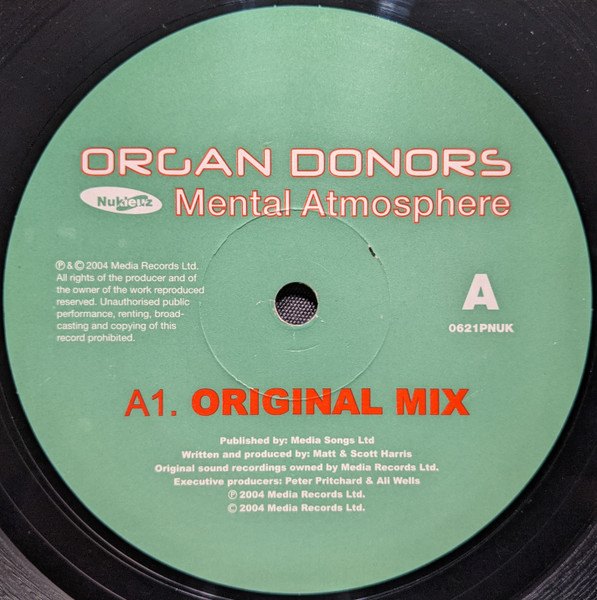 ORGAN DONORS
Nukleuz
Mental Atmosphere
℗ & © 2004 Media Records Ltd.
All rights of the producer and of
the owner of the work reproduced
reserved. Unauthorised public
performance, renting, broad-
casting and copying of this
record prohibited.
A
0621PNUK
A1. ORIGINAL MIX
Published by: Media Songs Ltd
Written and produced by: Matt & Scott Harris
Original sound recordings owned by Media Records Ltd.
Executive producers: Peter Pritchard & Ali Wells
℗ 2004 Media Records Ltd.
© 2004 Media Records Ltd.